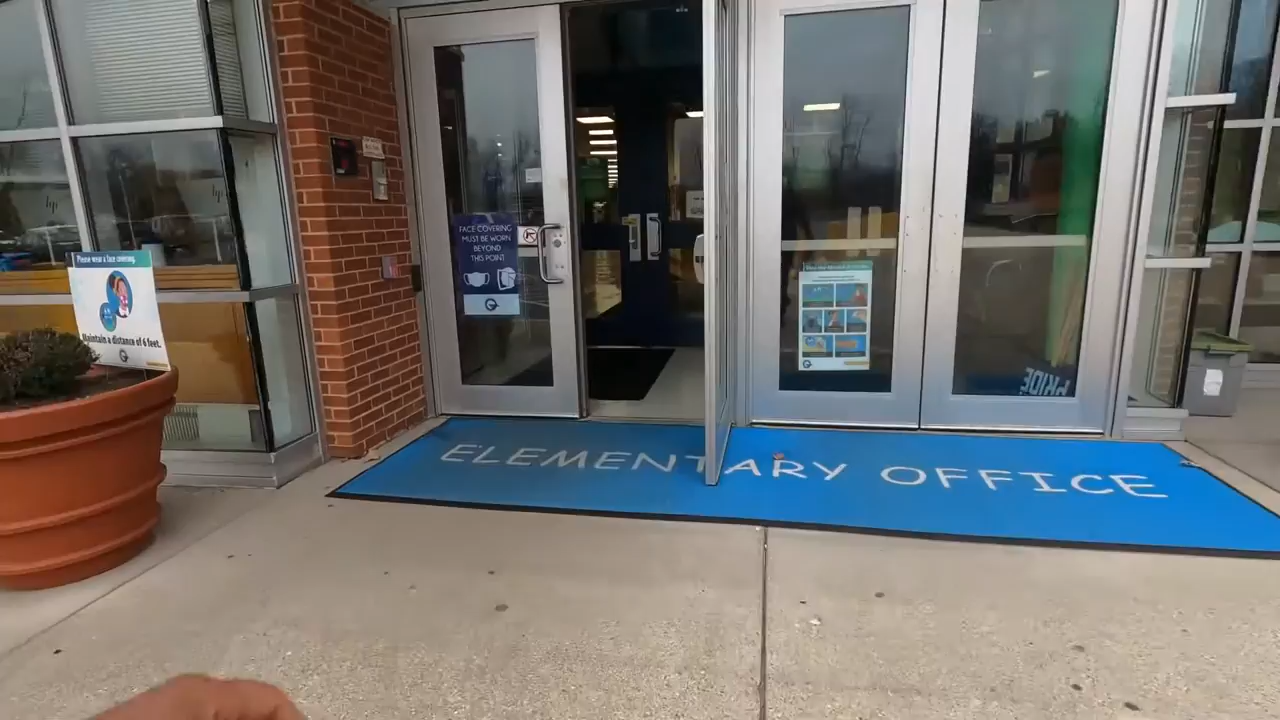 Please wear a face covering.
Maintain a distance of 6 feet.
FACE COVERING
MUST BE WORN
BEYOND
THIS POINT
ELEMENTARY OFFICE